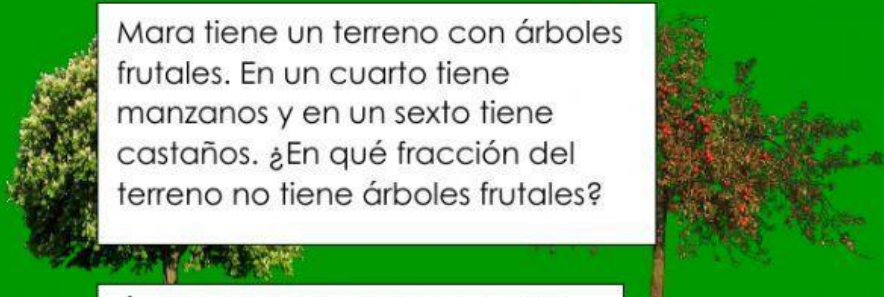 Mara tiene un terreno con árboles
frutales. En un cuarto tiene
manzanos y en un sexto tiene
castaños. ¿En qué fracción del
terreno no tiene árboles frutales?